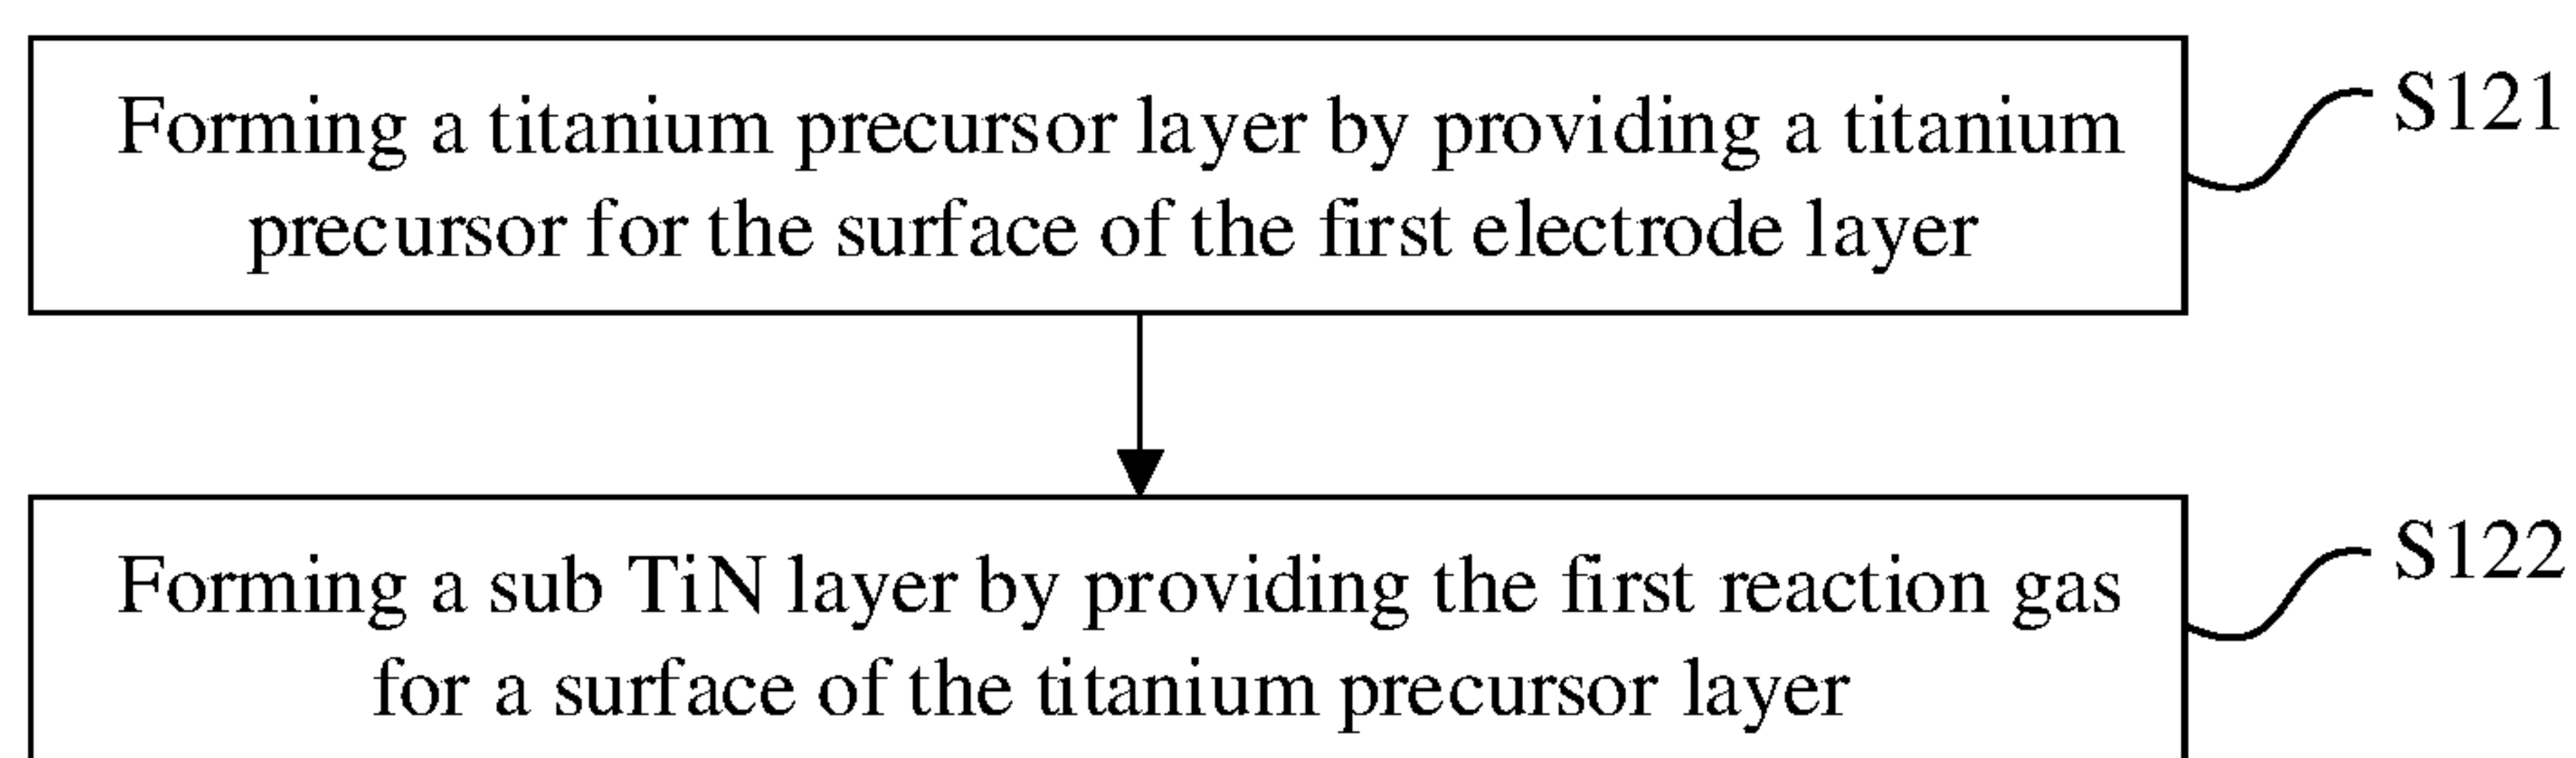 Forming a titanium precursor layer by providing a titanium
precursor for the surface of the first electrode layer
S121
Forming a sub TiN layer by providing the first reaction gas
for a surface of the titanium precursor layer
S122